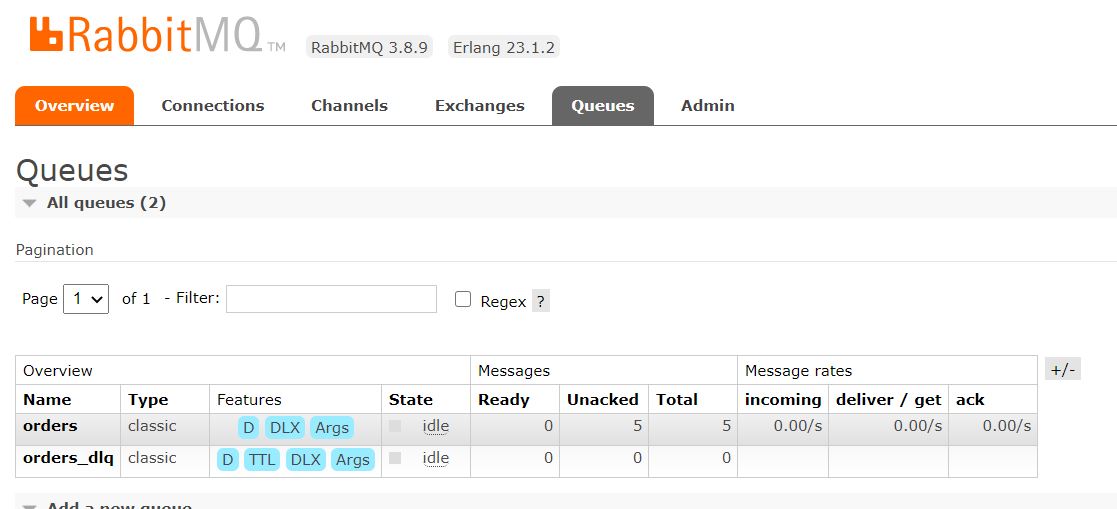 RabbitMQ TM RabbitMQ 3.8.9 Erlang 23.1.2
Overview Connections Channels Exchanges Queues Admin
Queues
All queues (2)
Pagination
Page 1 of 1 - Filter: Regex ?
Overview Messages Message rates +/-
Name Type Features State Ready Unacked Total incoming deliver / get ack
orders classic D DLX Args idle 0 5 5 0.00/s 0.00/s 0.00/s
orders_dlq classic D TTL DLX Args idle 0 0 0
Add a new queue